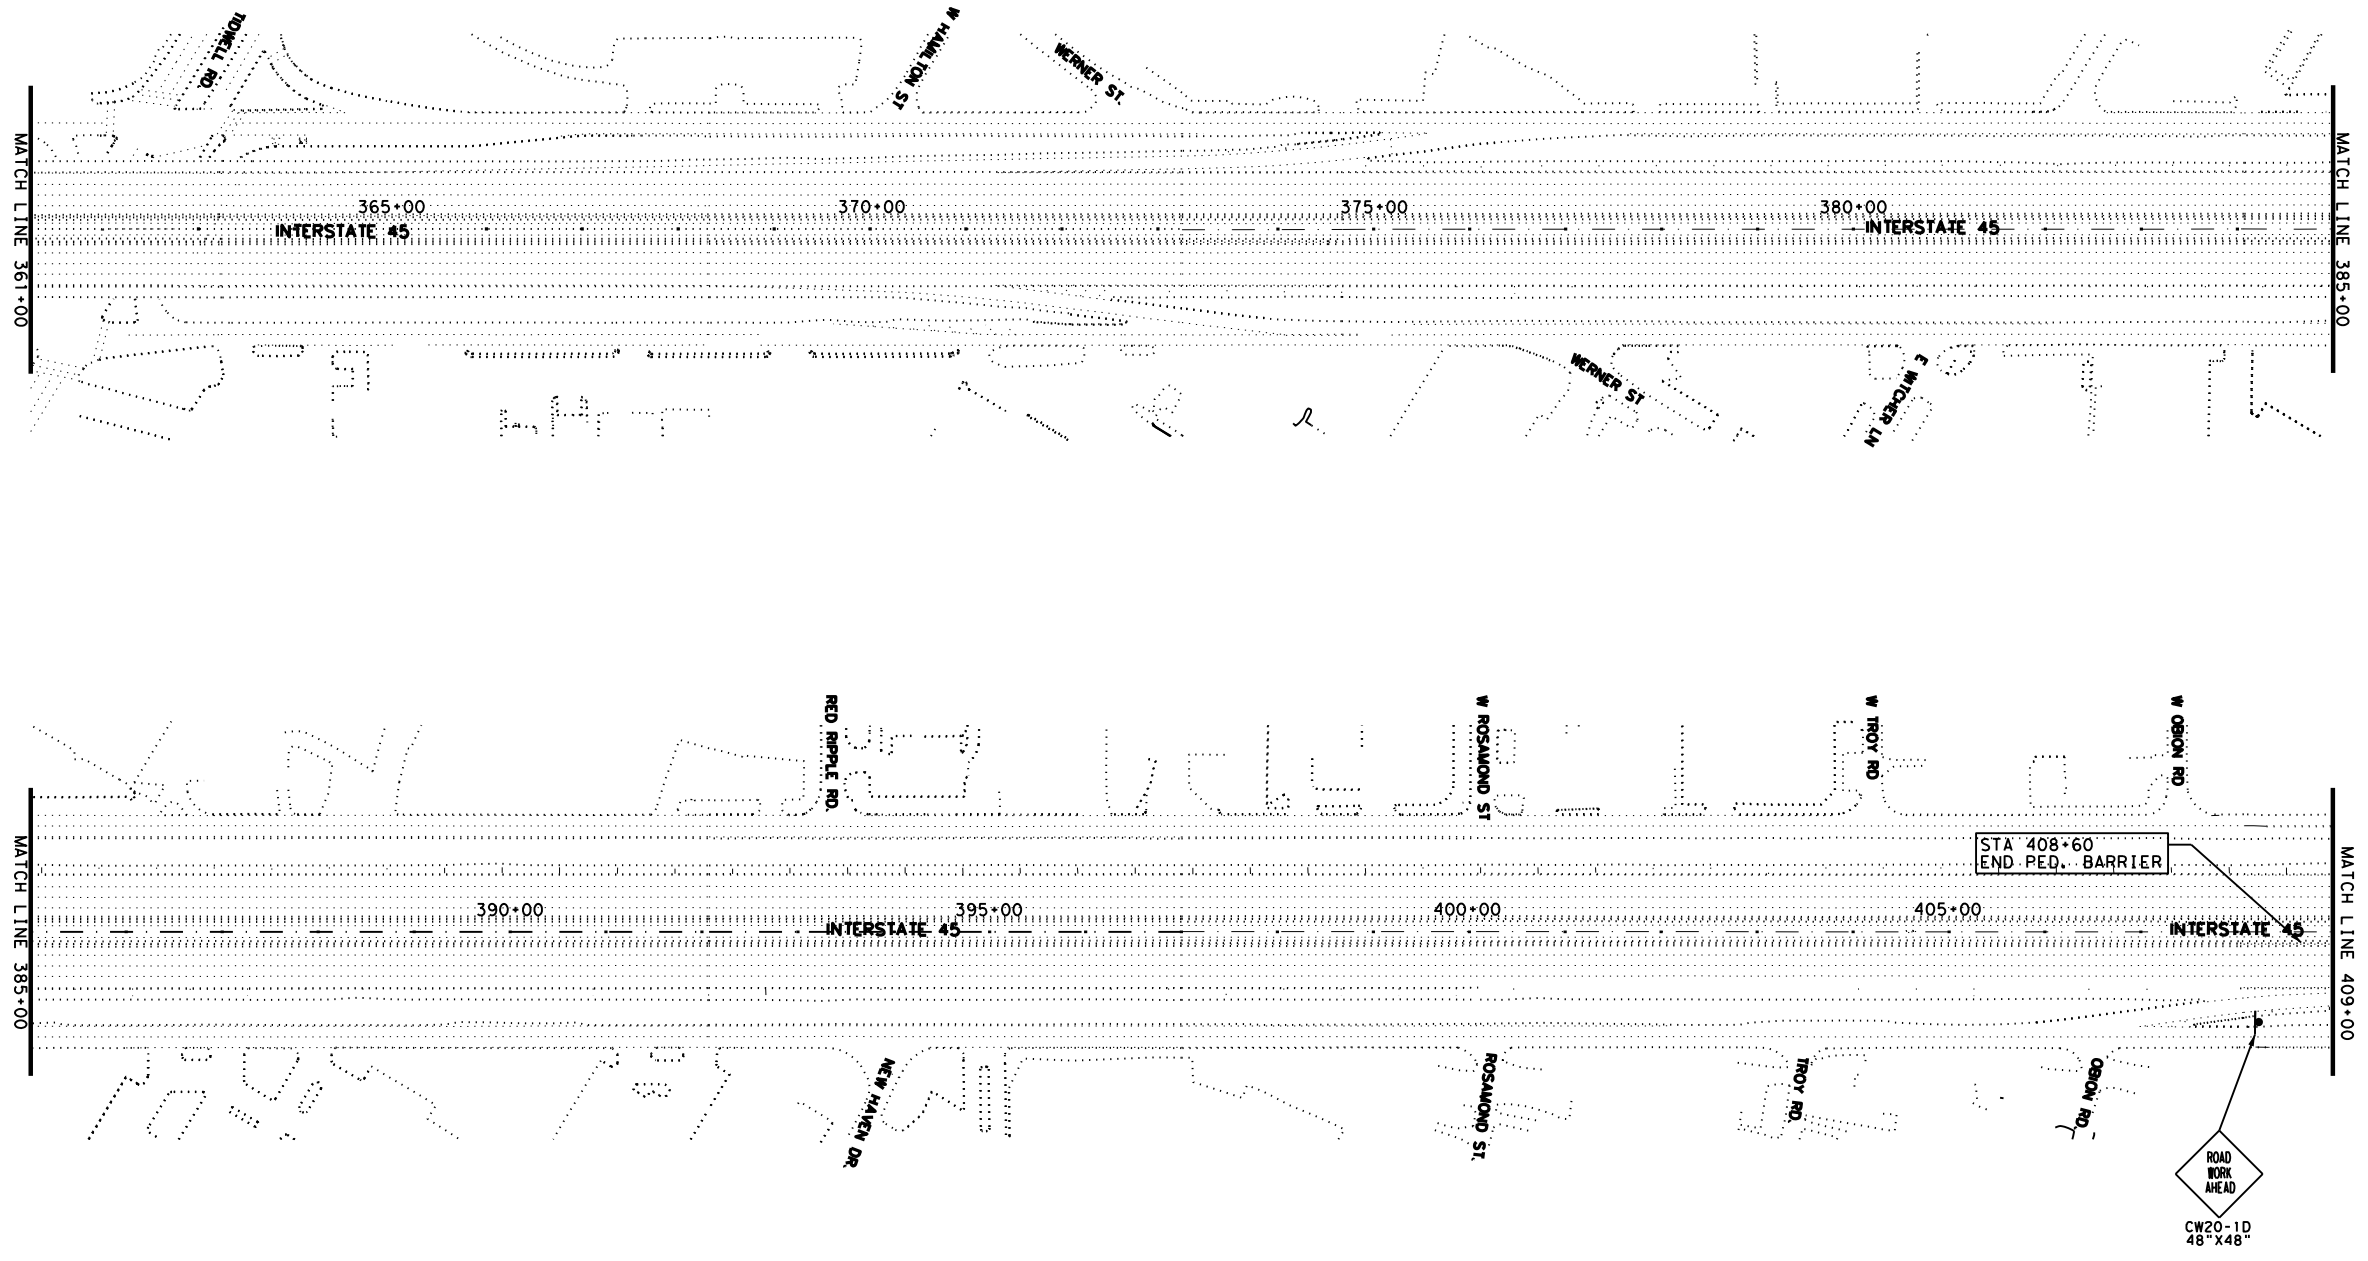 TIDWELL RD.
W HAMILTON ST
WERNER ST.
MATCH LINE 361+00
365+00
370+00
375+00
380+00
INTERSTATE 45
INTERSTATE 45
MATCH LINE 385+00
WERNER ST
E WITCHER LN
RED RIPPLE RD.
W ROSAMOND ST
W TROY RD
W OBION RD
MATCH LINE 385+00
STA 408+60
END PED. BARRIER
390+00
395+00
400+00
405+00
INTERSTATE 45
INTERSTATE 45
MATCH LINE 409+00
NEW HAVEN DR.
ROSAMOND ST.
TROY RD.
OBION RD.
ROAD
WORK
AHEAD
CW20-1D
48"X48"